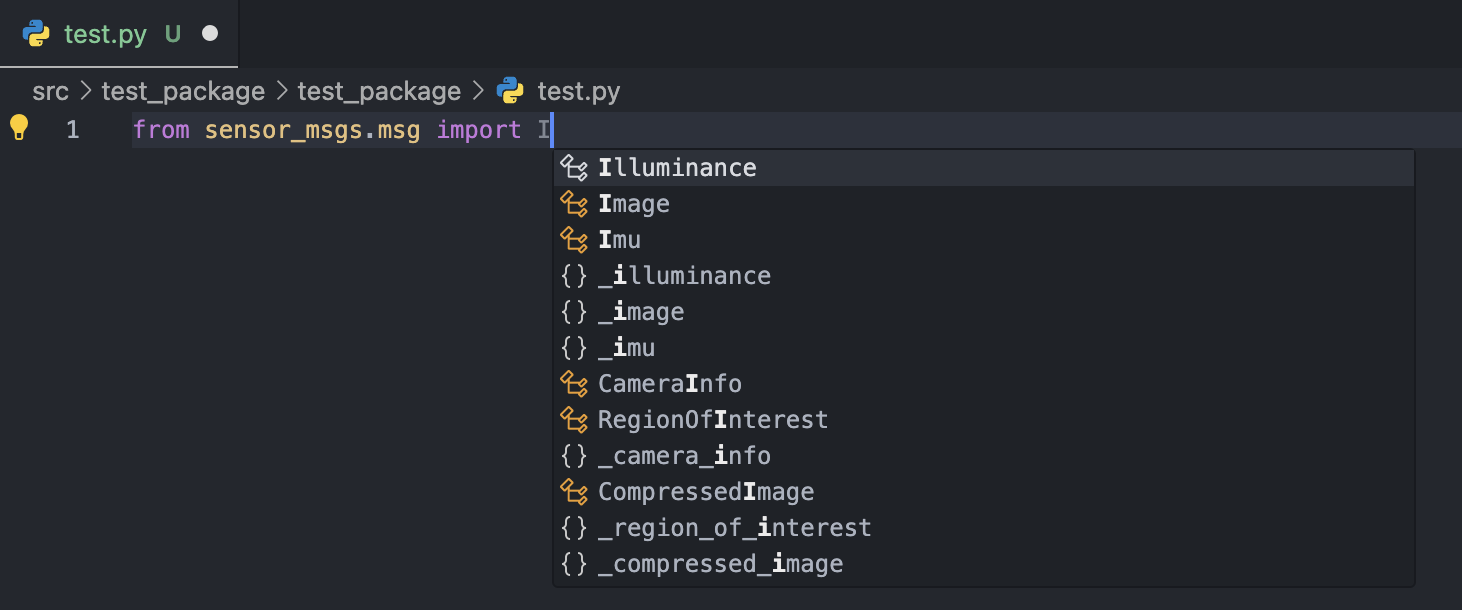 test.py U
src > test_package > test_package > test.py
1 from sensor_msgs.msg import I
Illuminance
Image
Imu
{} _illuminance
{} _image
{} _imu
CameraInfo
RegionOfInterest
{} _camera_info
CompressedImage
{} _region_of_interest
{} _compressed_image